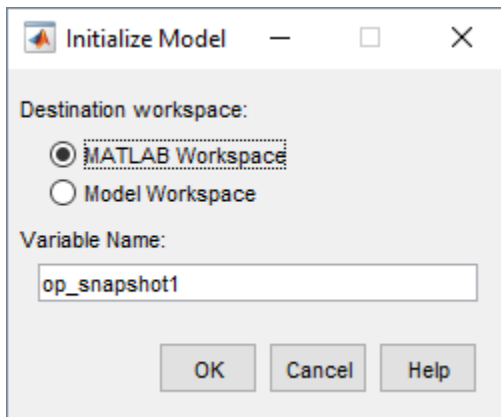 Initialize Model
Destination workspace:
MATLAB Workspace
Model Workspace
Variable Name:
op_snapshot1
OK Cancel Help